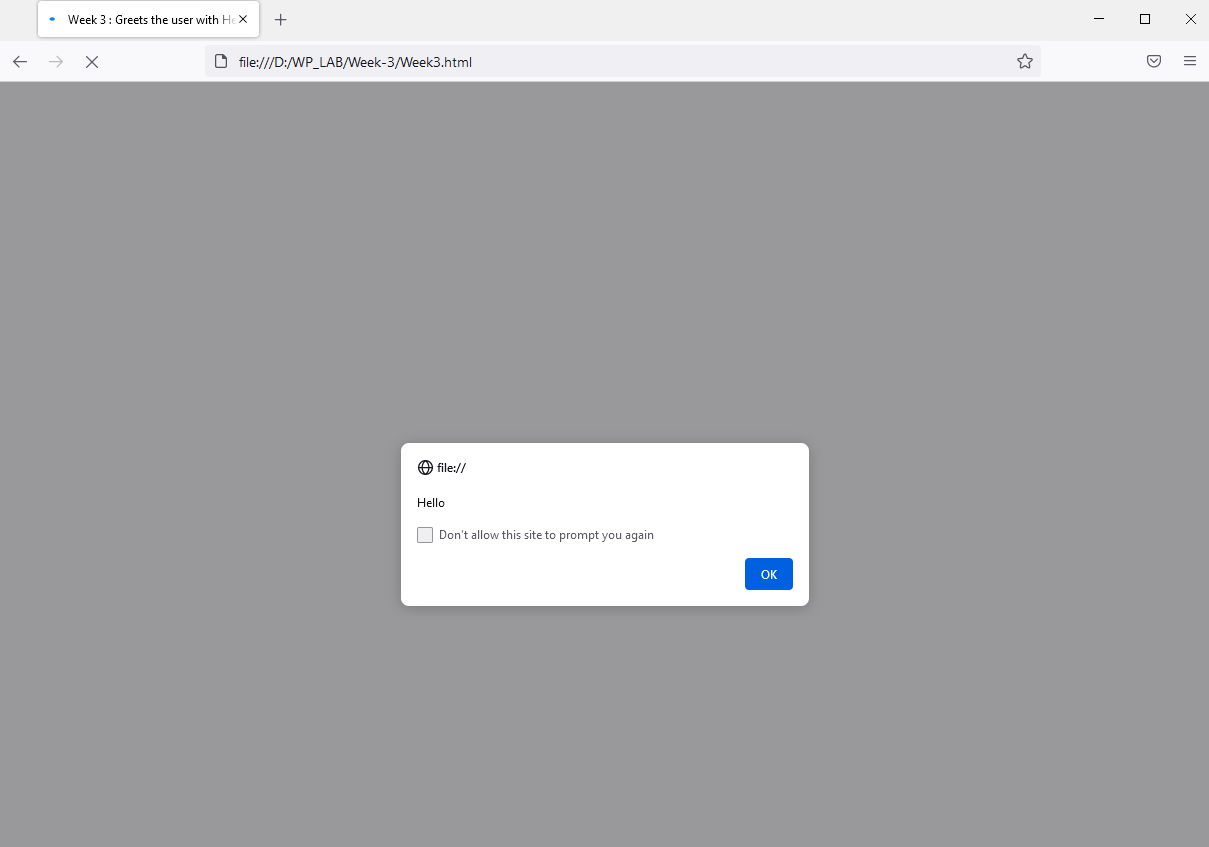 Week 3 : Greets the user with He
file:///D:/WP_LAB/Week-3/Week3.html
file://
Hello
Don't allow this site to prompt you again
OK